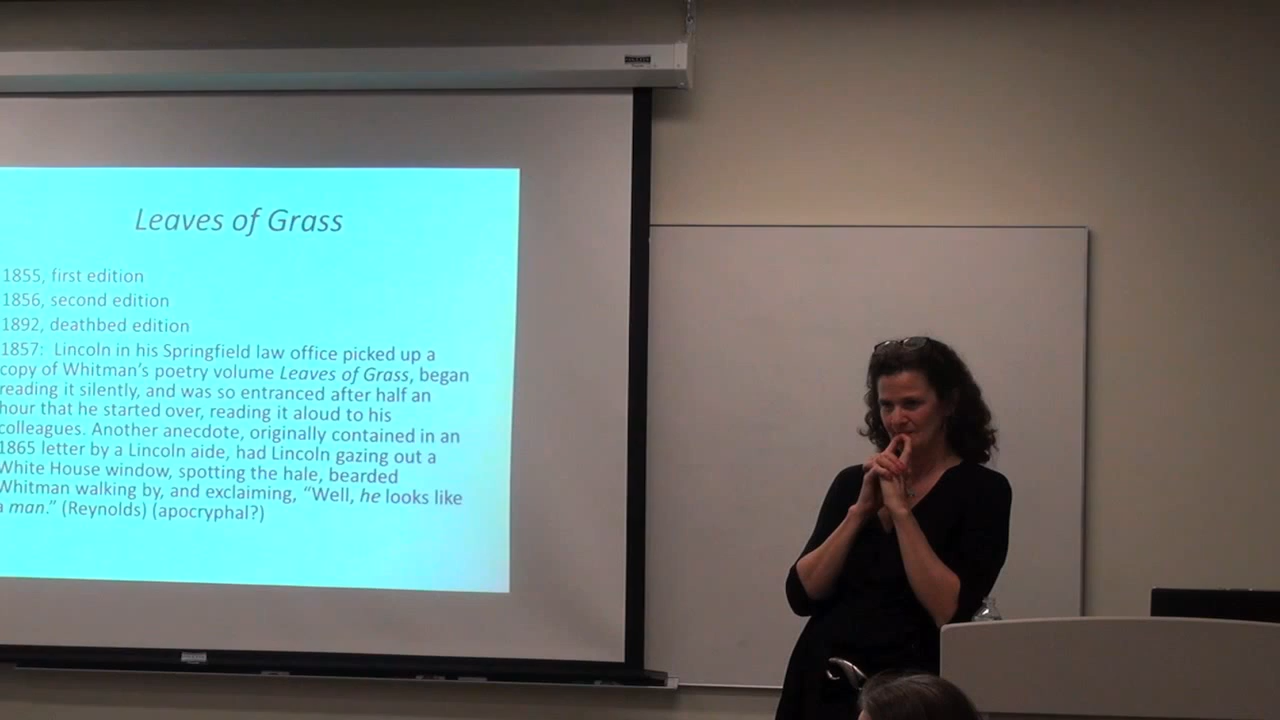 Leaves of Grass
1855, first edition
1856, second edition
1892, deathbed edition
1857: Lincoln in his Springfield law office picked up a
copy of Whitman's poetry volume Leaves of Grass, began
reading it silently, and was so entranced after half an
hour that he started over, reading it aloud to his
colleagues. Another anecdote, originally contained in an
1865 letter by a Lincoln aide, had Lincoln gazing out a
White House window, spotting the hale, bearded
Whitman walking by, and exclaiming, “Well, he looks like
a man.” (Reynolds) (apocryphal?)